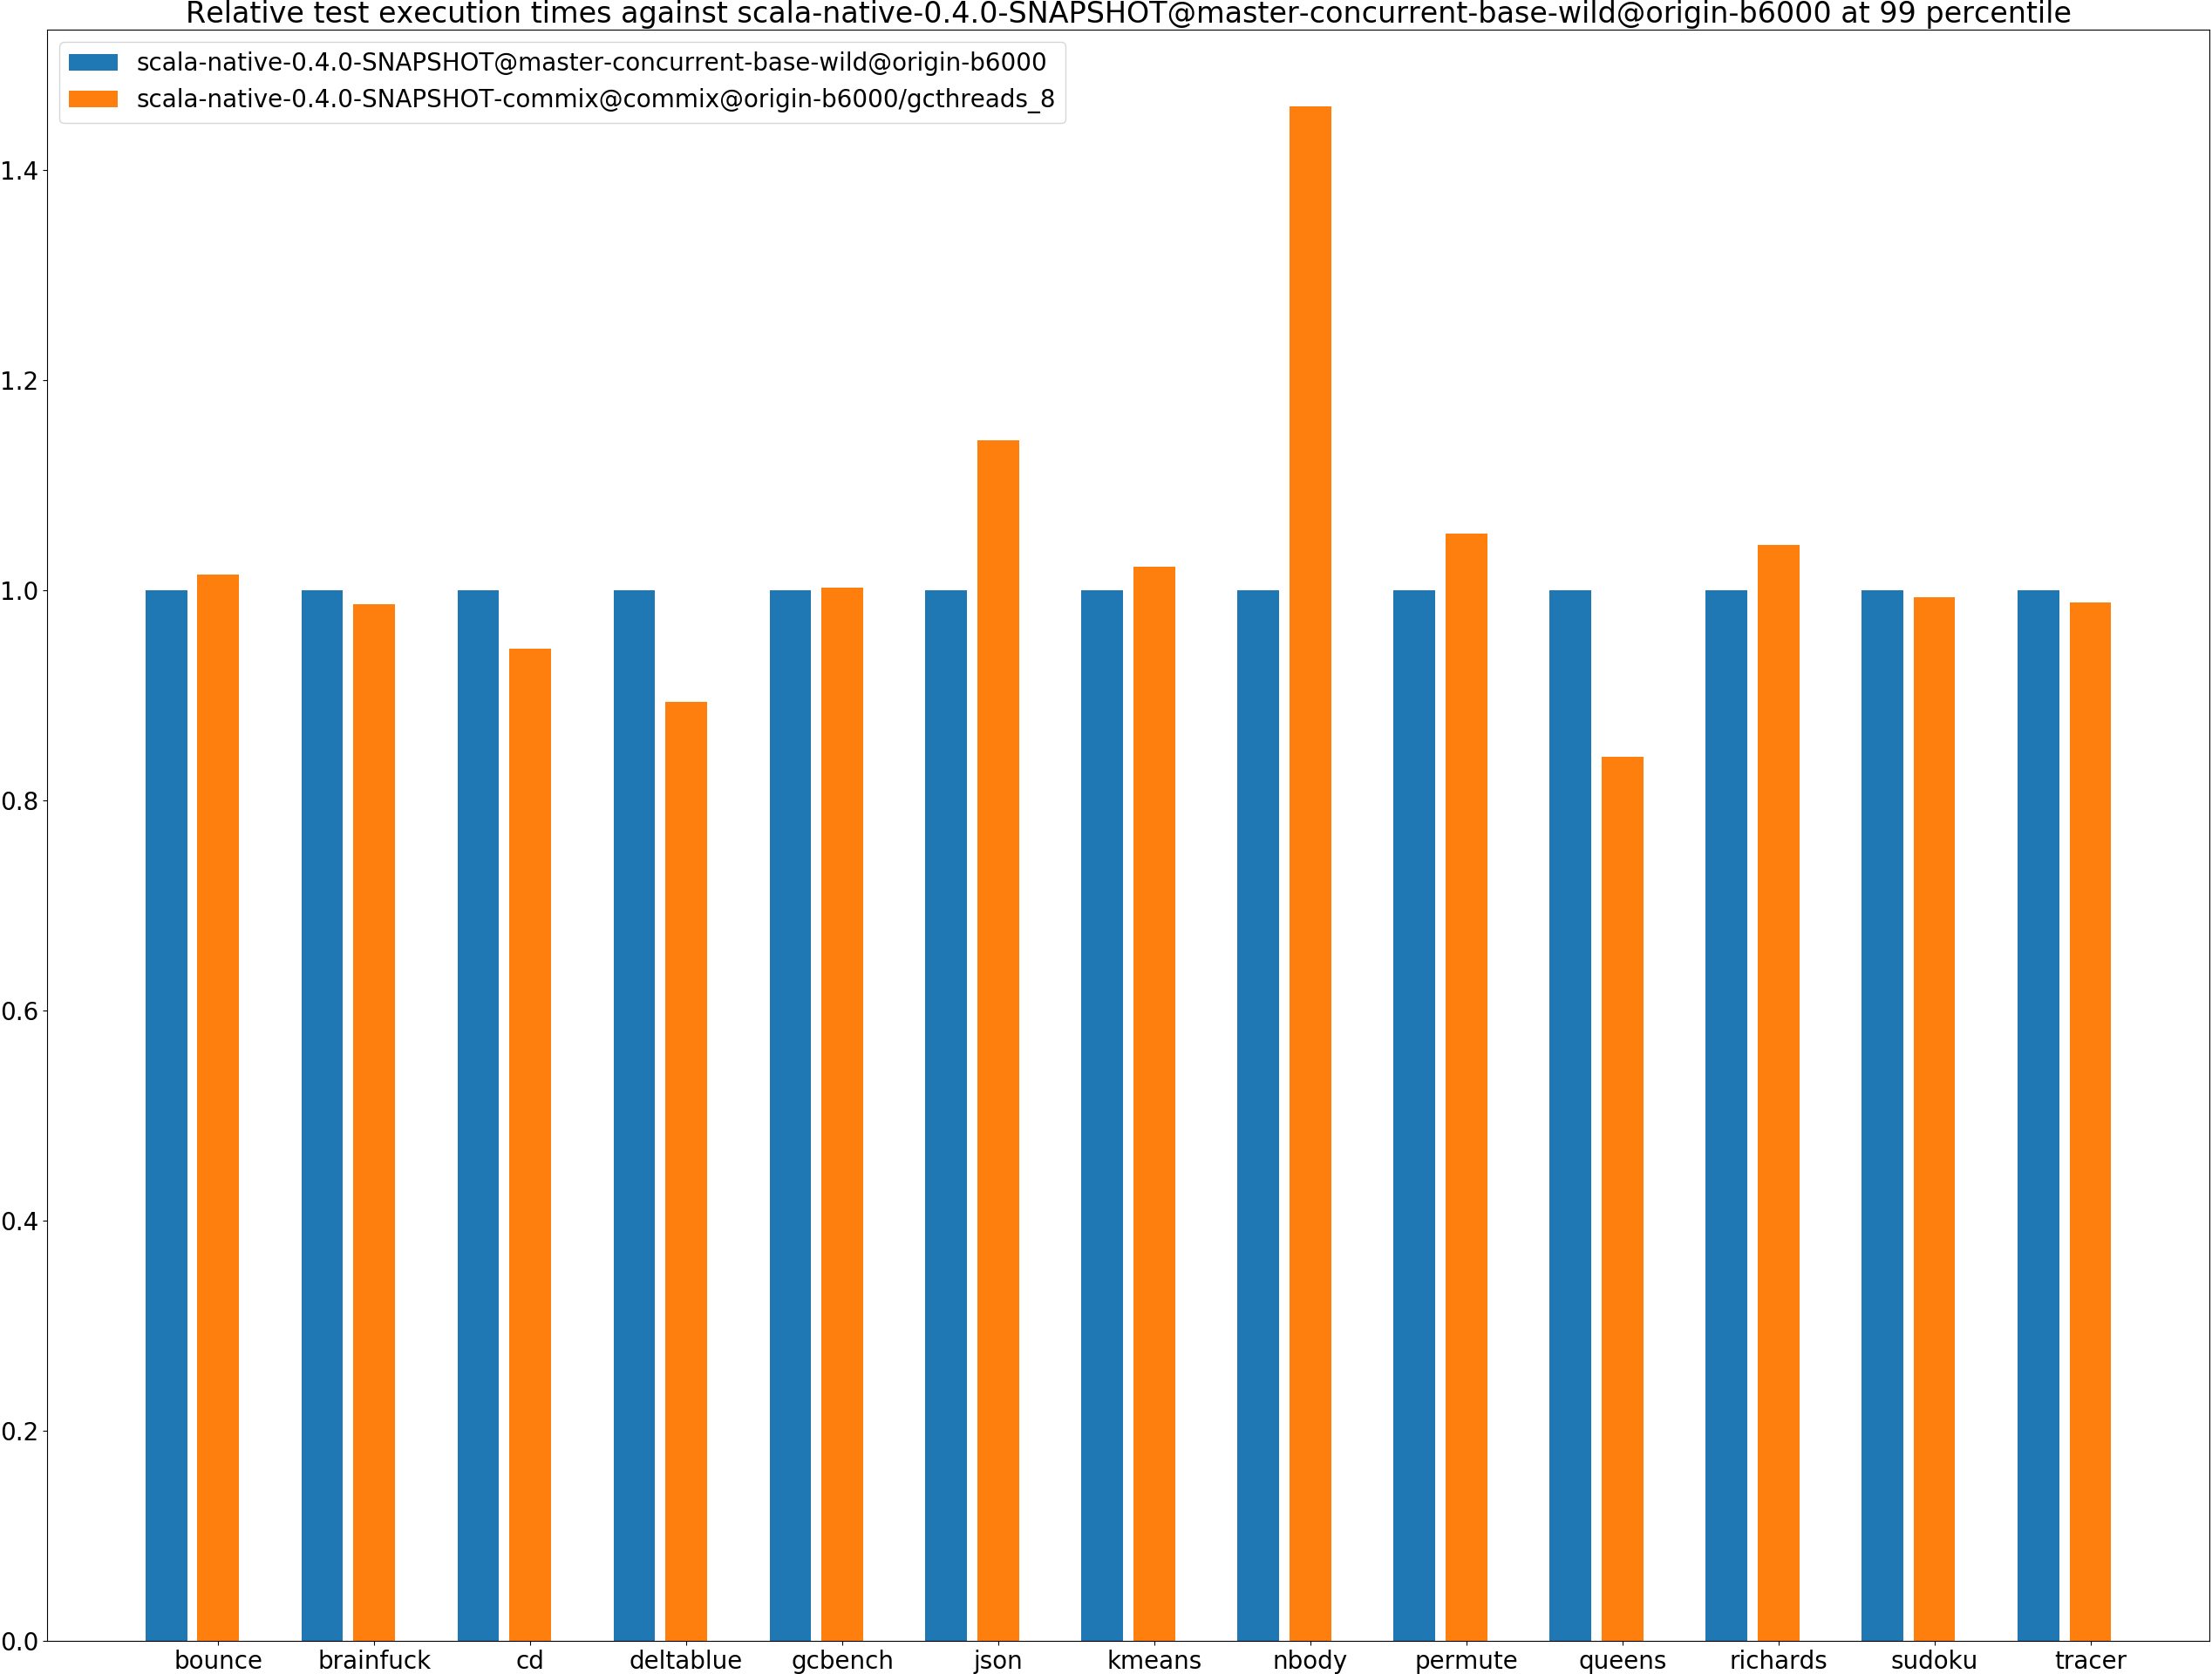 Relative test execution times against scala-native-0.4.0-SNAPSHOT@master-concurrent-base-wild@origin-b6000 at 99 percentile
scala-native-0.4.0-SNAPSHOT@master-concurrent-base-wild@origin-b6000
scala-native-0.4.0-SNAPSHOT-commix@commix@origin-b6000/gcthreads_8
1.4
1.2
1.0
0.8
0.6
0.4
0.2
0.0
bounce brainfuck cd deltablue gcbench json kmeans nbody permute queens richards sudoku tracer